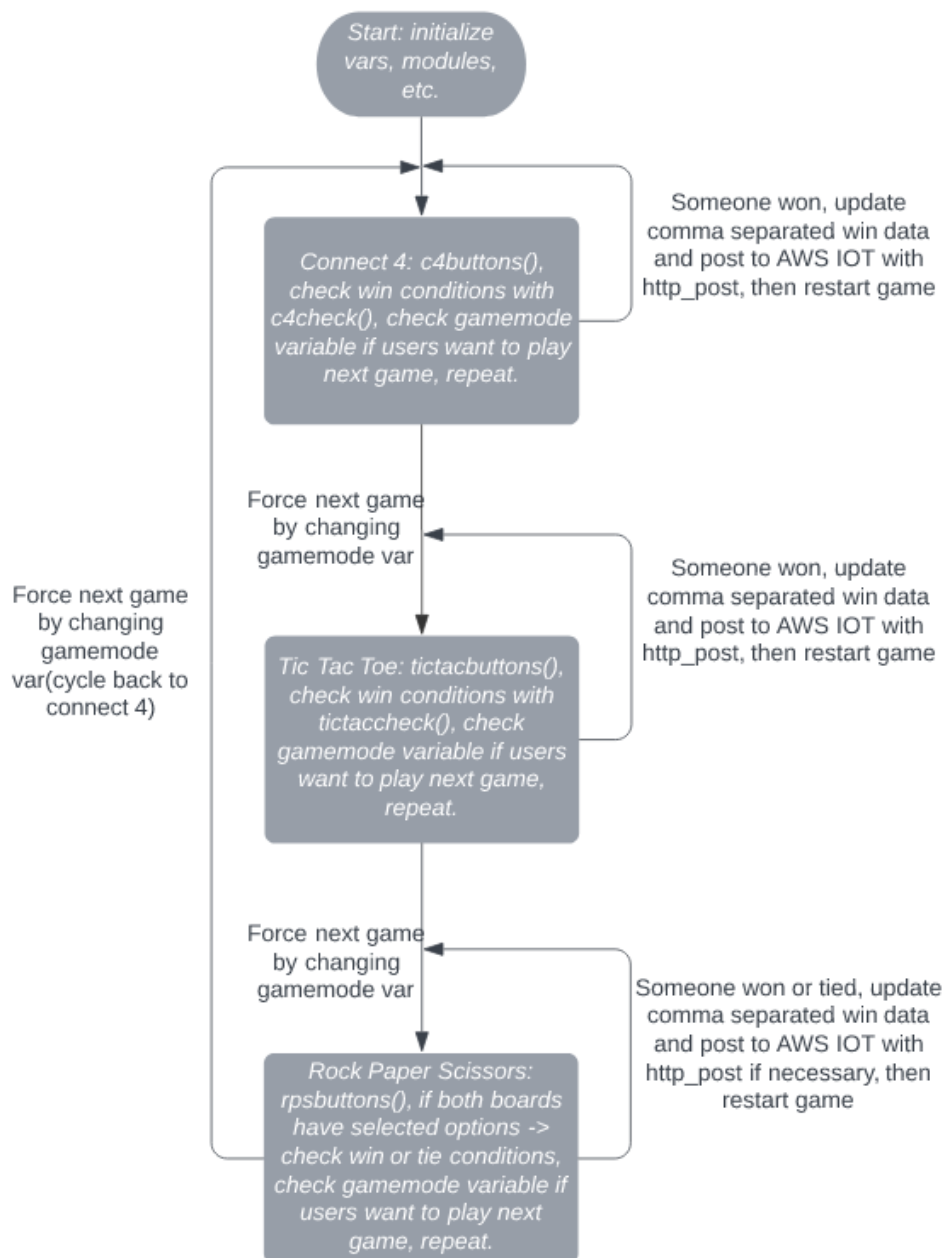 Start: initialize
vars, modules,
etc.
Someone won, update
comma separated win data
and post to AWS IOT with
http_post, then restart game
Connect 4: c4buttons(),
check win conditions with
c4check(), check gamemode
variable if users want to play
next game, repeat.
Force next game
by changing
gamemode var
Someone won, update
comma separated win data
and post to AWS IOT with
http_post, then restart game
Force next game
by changing
gamemode
var(cycle back to
connect 4)
Tic Tac Toe: tictacbuttons(),
check win conditions with
tictaccheck(), check
gamemode variable if users
want to play next game,
repeat.
Force next game
by changing
gamemode var
Someone won or tied, update
comma separated win data
and post to AWS IOT with
http_post if necessary, then
restart game
Rock Paper Scissors:
rpsbuttons(), if both boards
have selected options ->
check win or tie conditions,
check gamemode variable if
users want to play next
game, repeat.